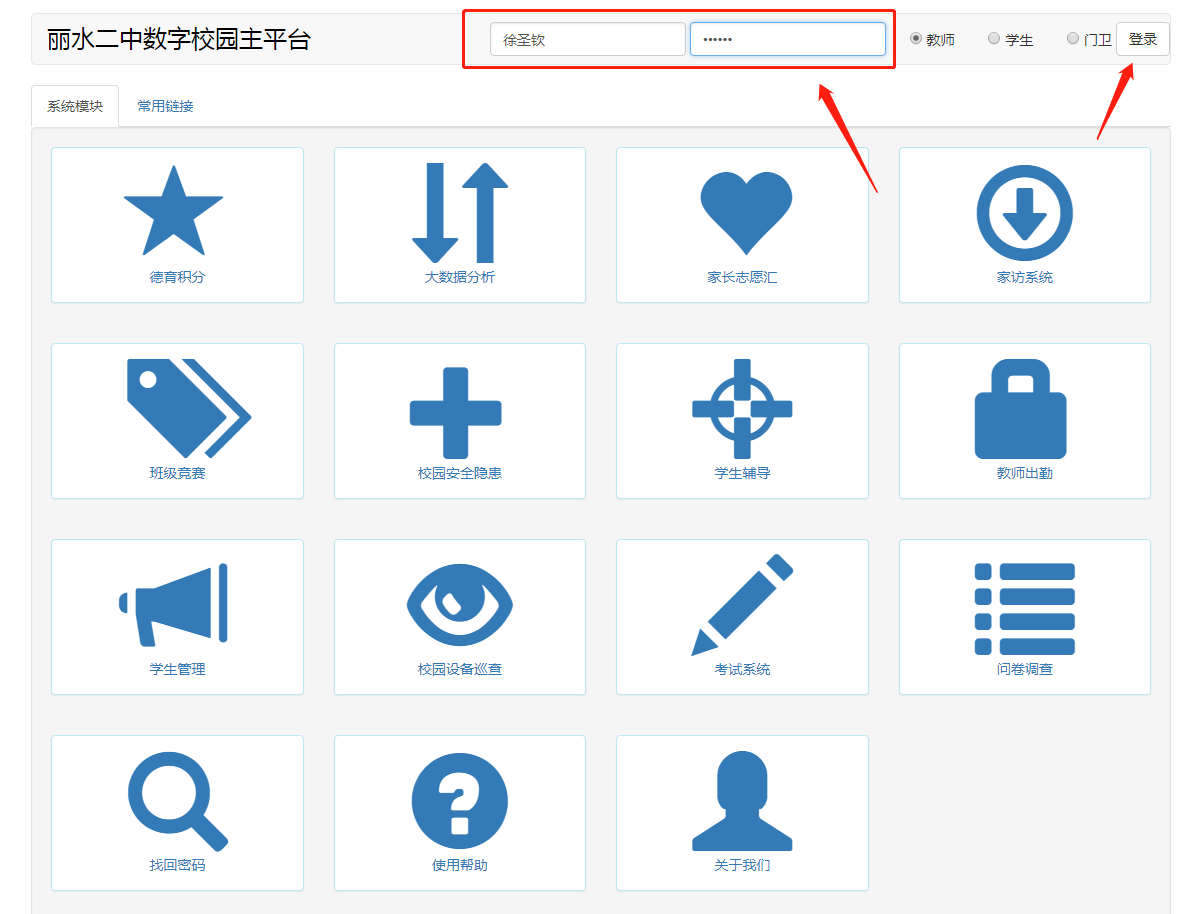 丽水二中数字校园主平台 徐圣钦 •••••• 教师 学生 门卫 登录
系统模块 常用链接
德育积分 大数据分析 家长志愿汇 家访系统
班级竞赛 校园安全隐患 学生辅导 教师出勤
学生管理 校园设备巡查 考试系统 问卷调查
找回密码 使用帮助 关于我们